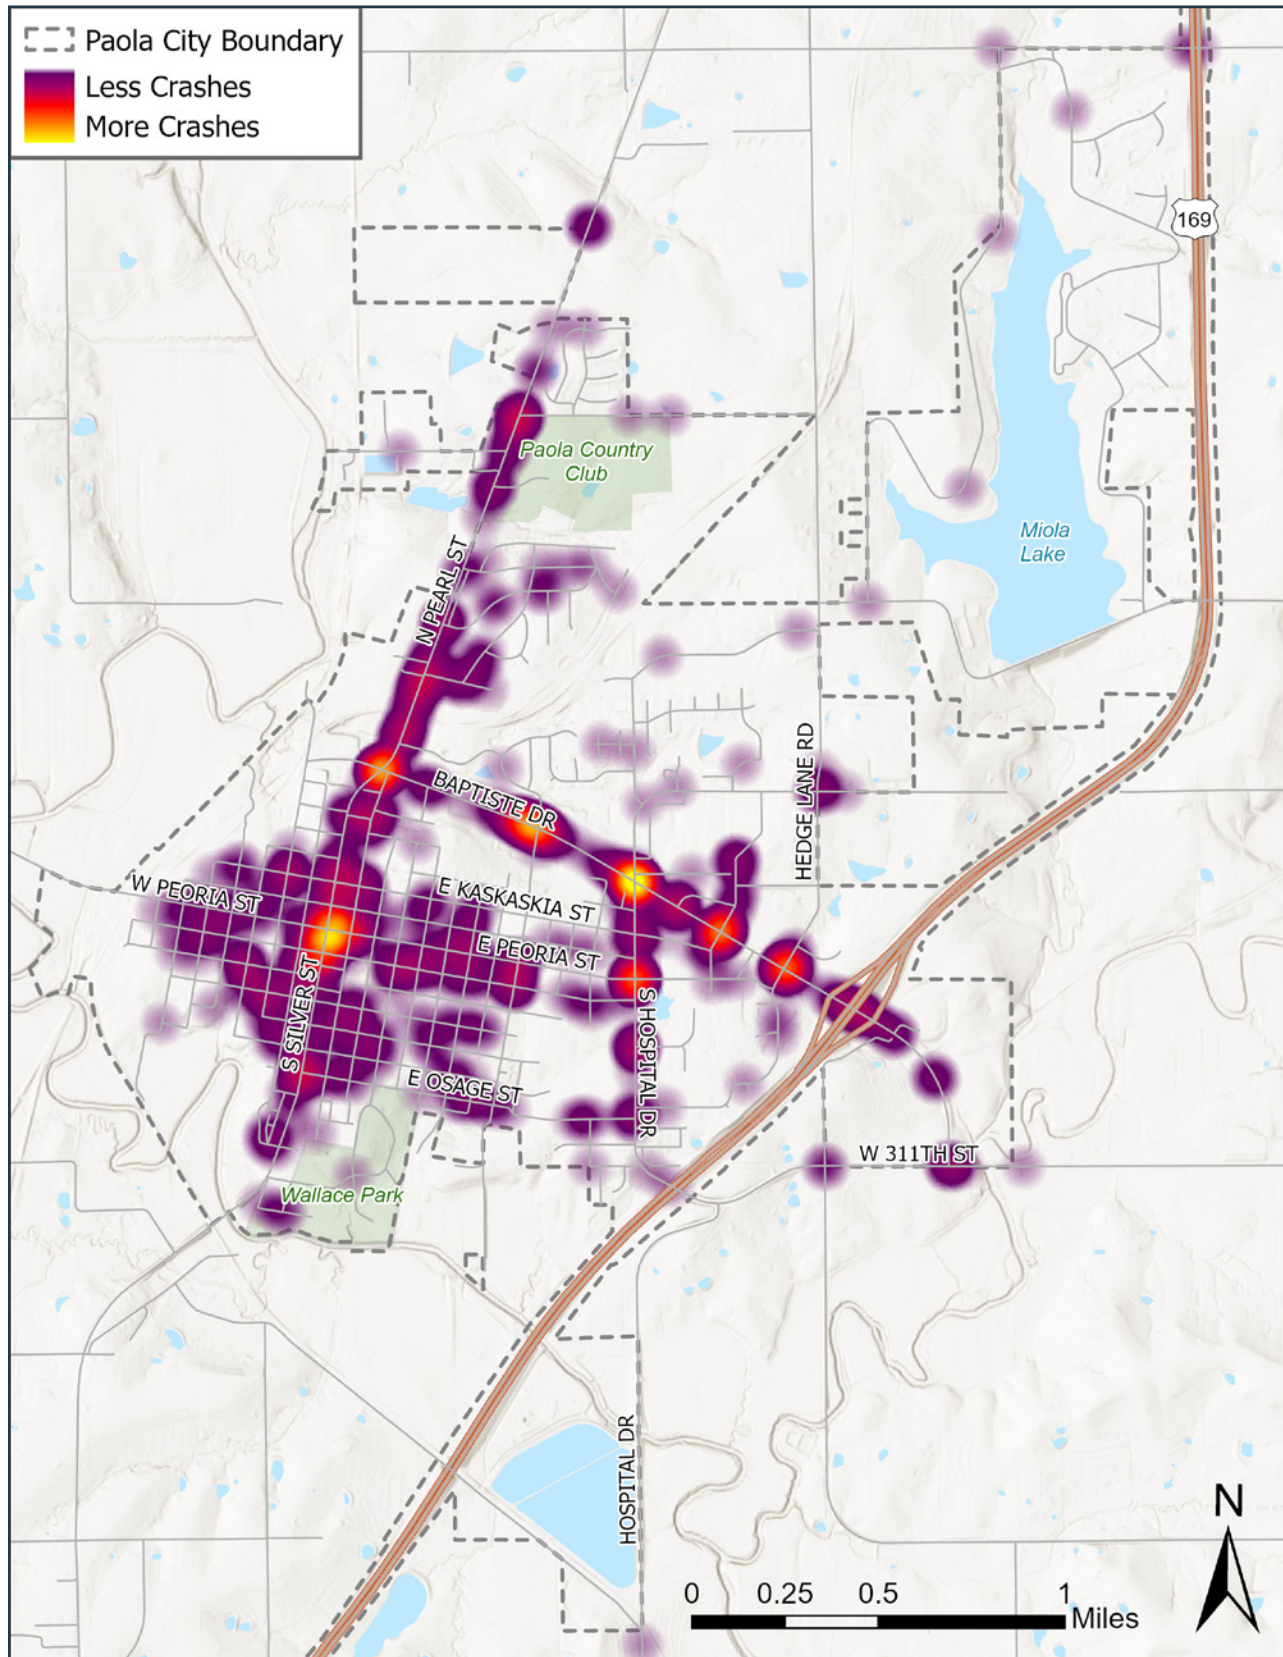 Paola City Boundary
Less Crashes
More Crashes
169
Paola Country
Club
Miola
Lake
N PEARL ST
HEDGE LANE RD
BAPTISTE DR
W PEORIA ST
E KASKASKIA ST
E PEORIA ST
S SILVER ST
S HOSPITAL DR
E OSAGE ST
W 311TH ST
Wallace Park
HOSPITAL DR
N
0 0.25 0.5 1
Miles